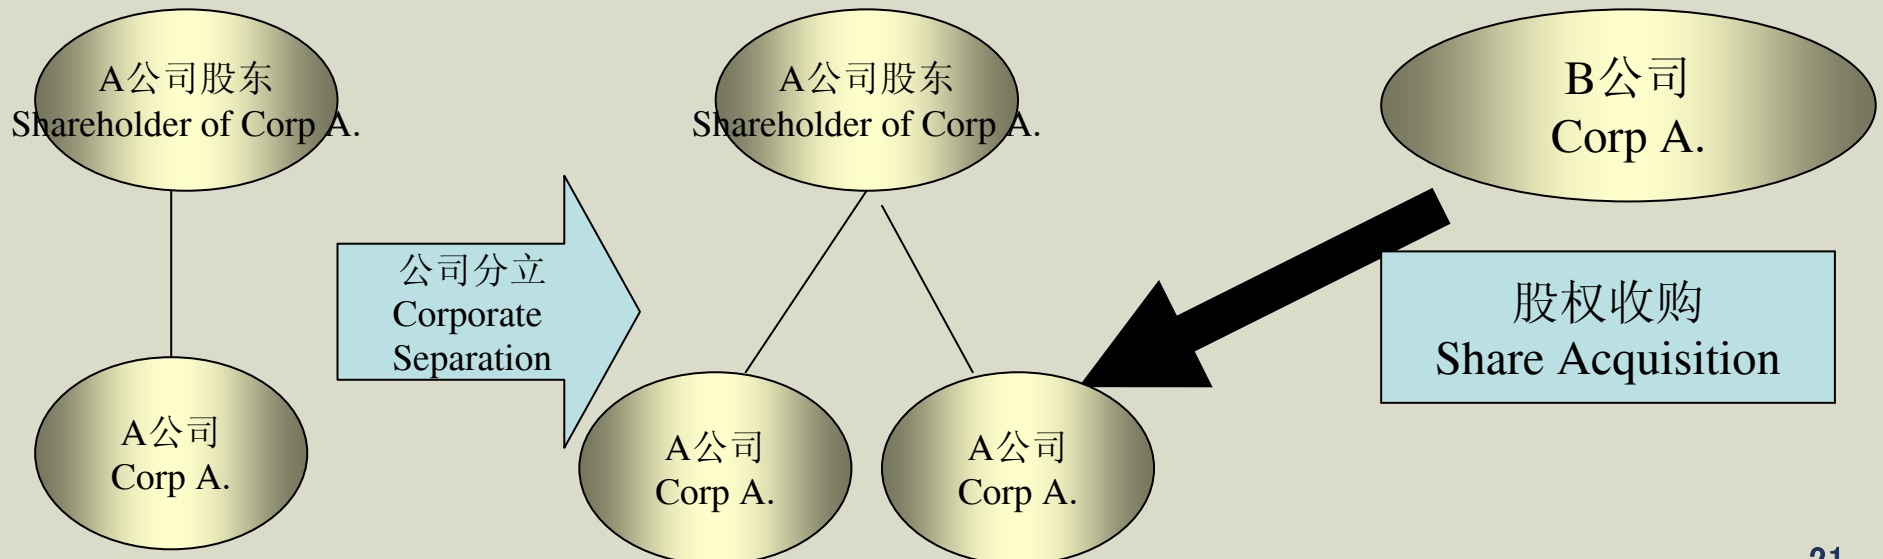 A公司股东
Shareholder of Corp A.
A公司股东
Shareholder of Corp A.
B公司
Corp A.
公司分立
Corporate
Separation
股权收购
Share Acquisition
A公司
Corp A.
A公司
Corp A.
A公司
Corp A.
21